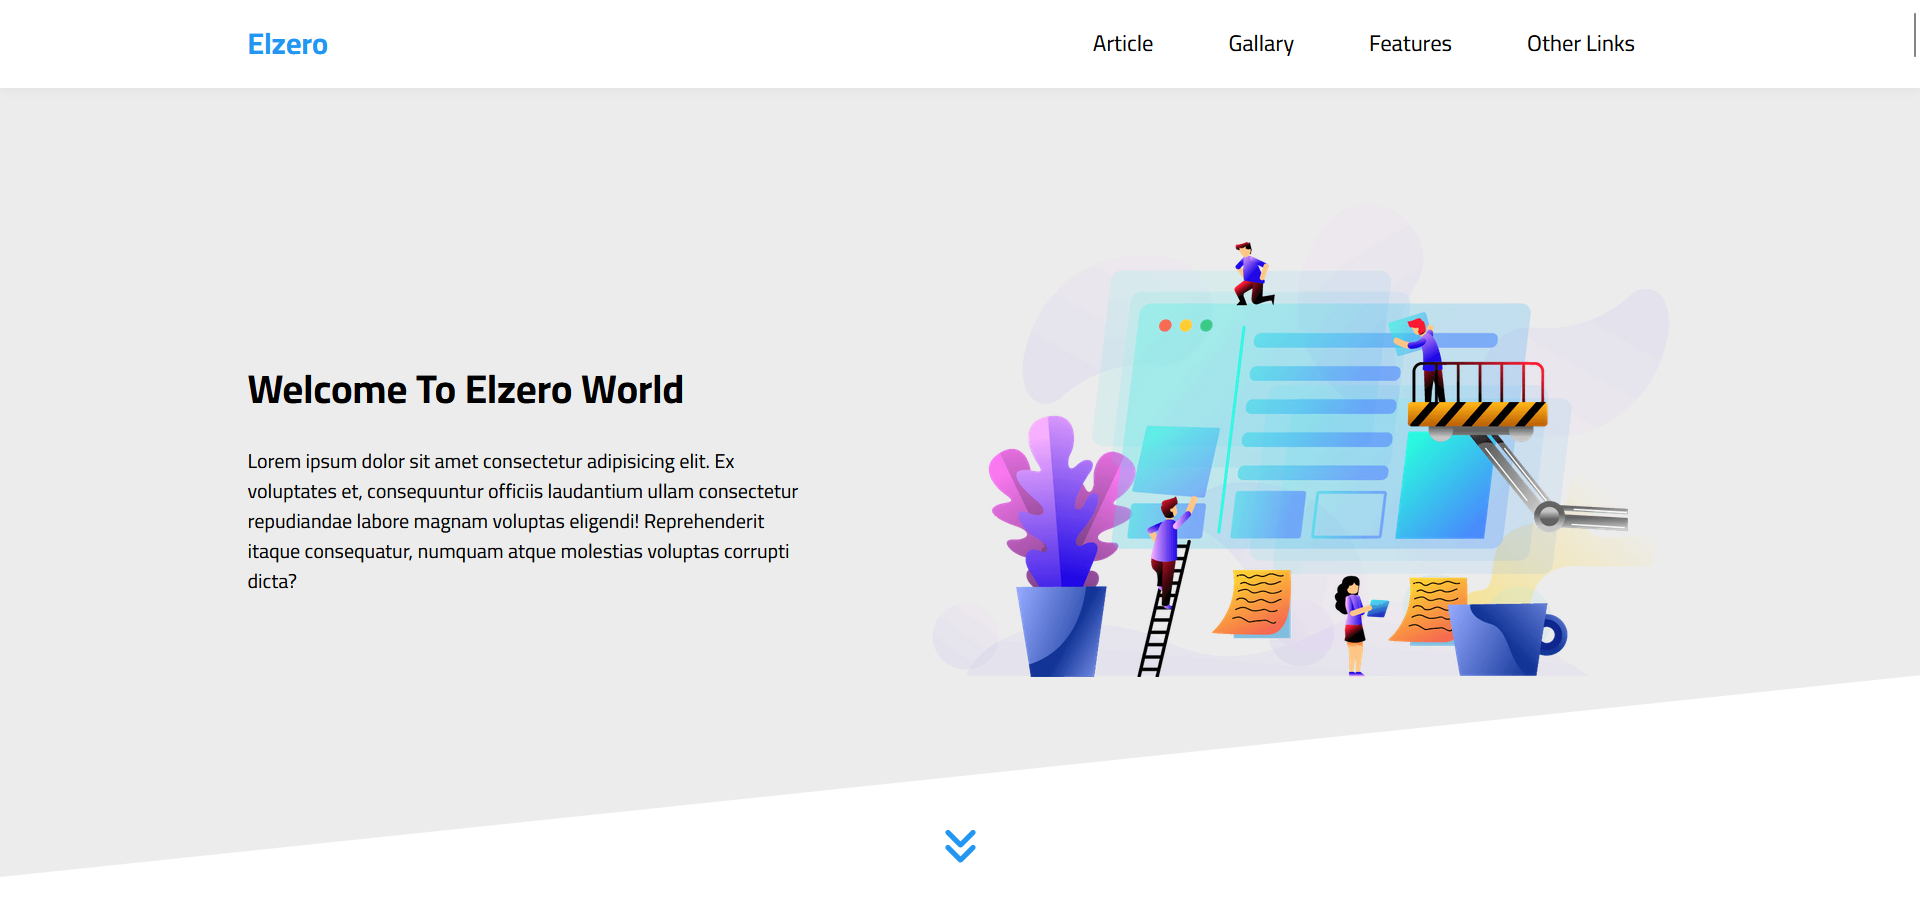 Elzero
Article
Gallary
Features
Other Links
Welcome To Elzero World
Lorem ipsum dolor sit amet consectetur adipisicing elit. Ex
voluptates et, consequuntur officiis laudantium ullam consectetur
repudiandae labore magnam voluptas eligendi! Reprehenderit
itaque consequatur, numquam atque molestias voluptas corrupti
dicta?